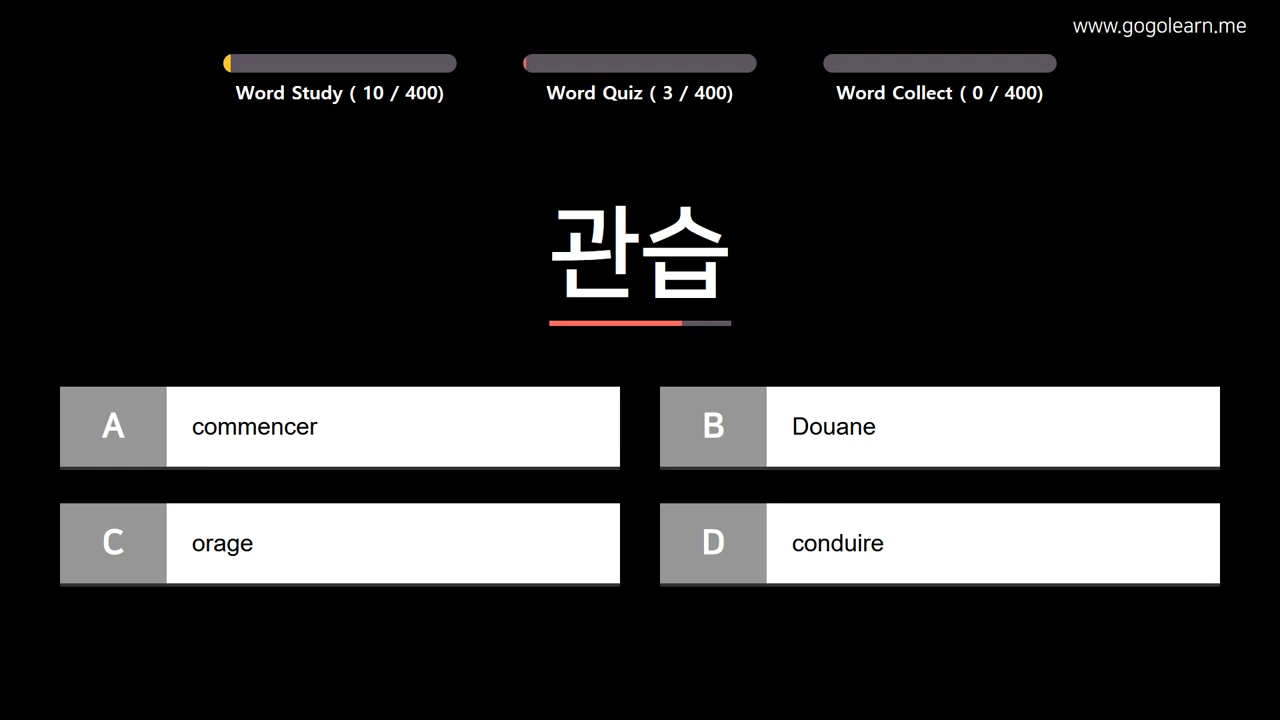 www.gogolearn.me
Word Study ( 10 / 400)
Word Quiz ( 3 / 400)
Word Collect ( 0 / 400)
관습
A commencer
B Douane
C orage
D conduire